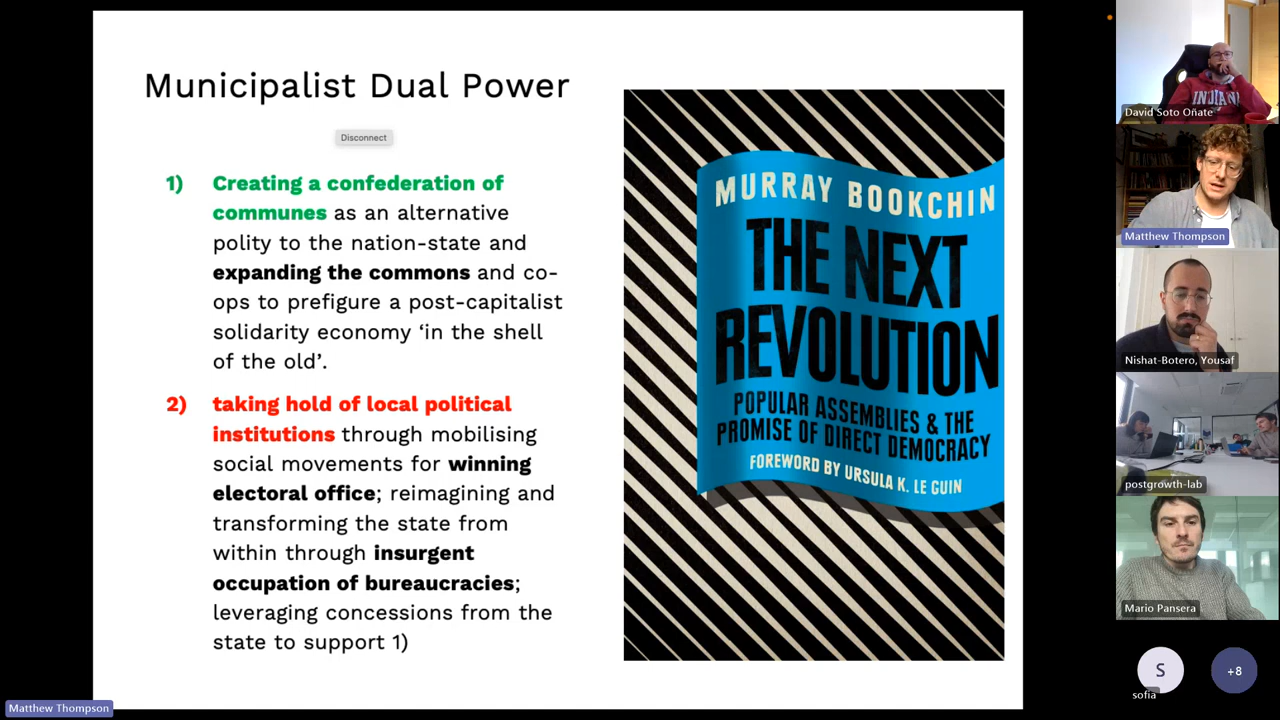 Municipalist Dual Power
Disconnect
1) Creating a confederation of
communes as an alternative
polity to the nation-state and
expanding the commons and co-
ops to prefigure a post-capitalist
solidarity economy ‘in the shell
of the old’.
2) taking hold of local political
institutions through mobilising
social movements for winning
electoral office; reimagining and
transforming the state from
within through insurgent
occupation of bureaucracies;
leveraging concessions from the
state to support 1)
MURRAY BOOKCHIN
THE NEXT
REVOLUTION
POPULAR ASSEMBLIES & THE
PROMISE OF DIRECT DEMOCRACY
FOREWORD BY URSULA K. LE GUIN
Matthew Thompson
INDIANA
David Soto Oñate
Matthew Thompson
Nishat-Botero, Yousaf
postgrowth-lab
Mario Pansera
S
sofia
+8